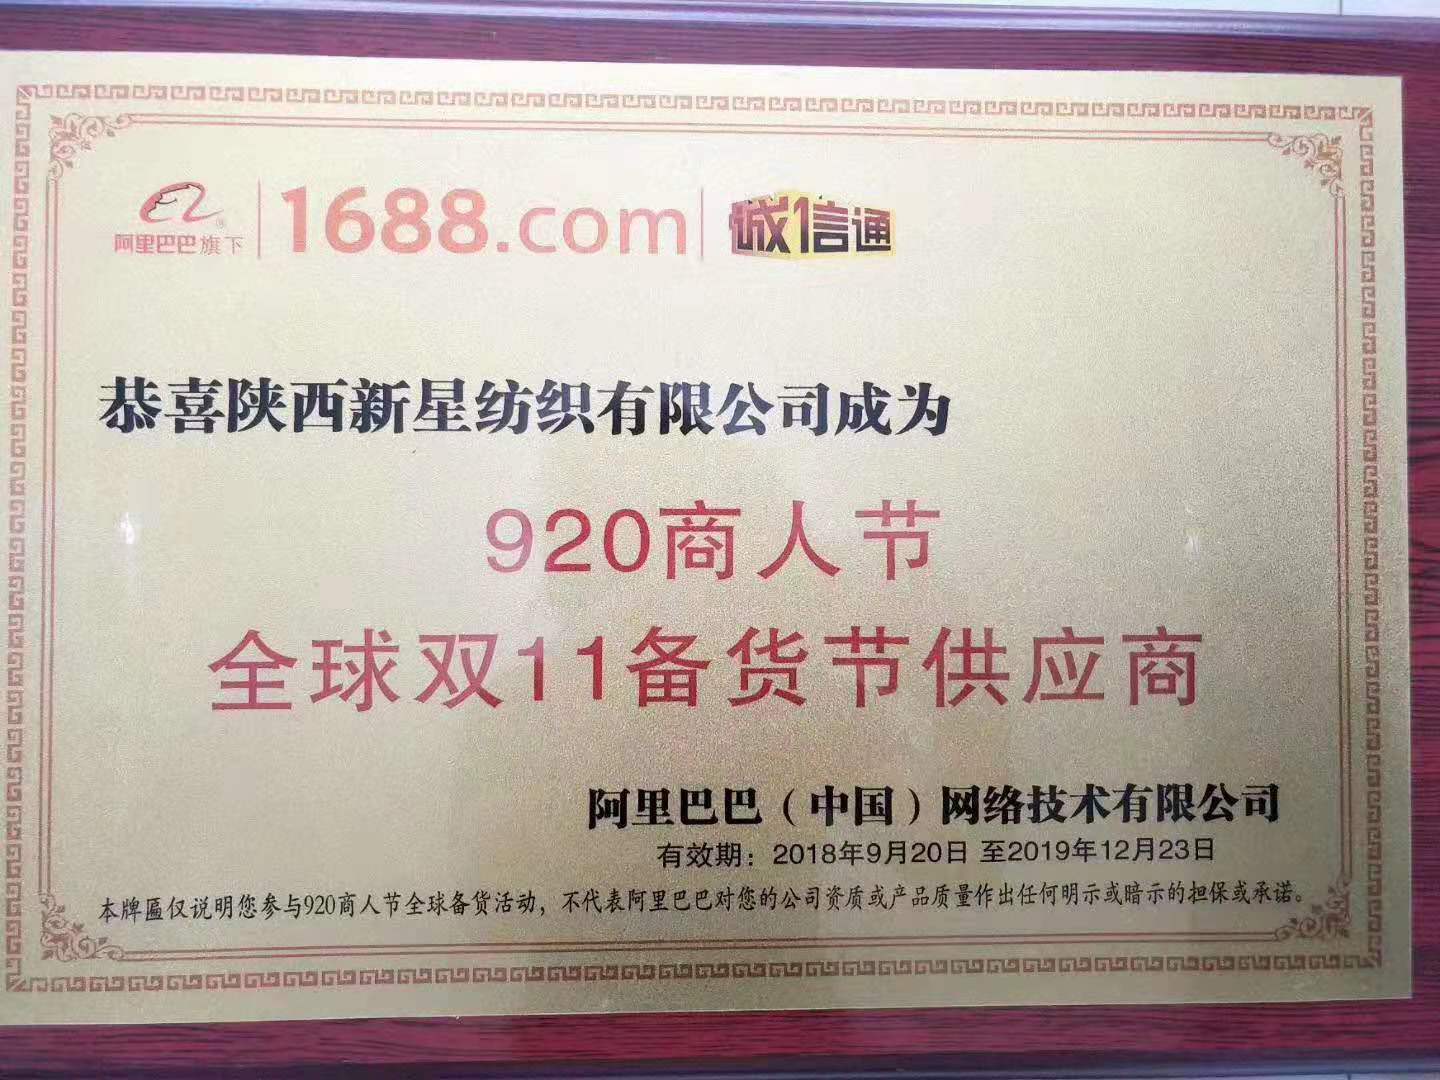 阿里巴巴旗下 1688.com 诚信通
恭喜陕西新星纺织有限公司成为
920商人节
全球双11备货节供应商
阿里巴巴（中国）网络技术有限公司
有效期：2018年9月20日 至2019年12月23日
本牌匾仅说明您参与920商人节全球备货活动，不代表阿里巴巴对您的公司资质或产品质量作出任何明示或暗示的担保或承诺。